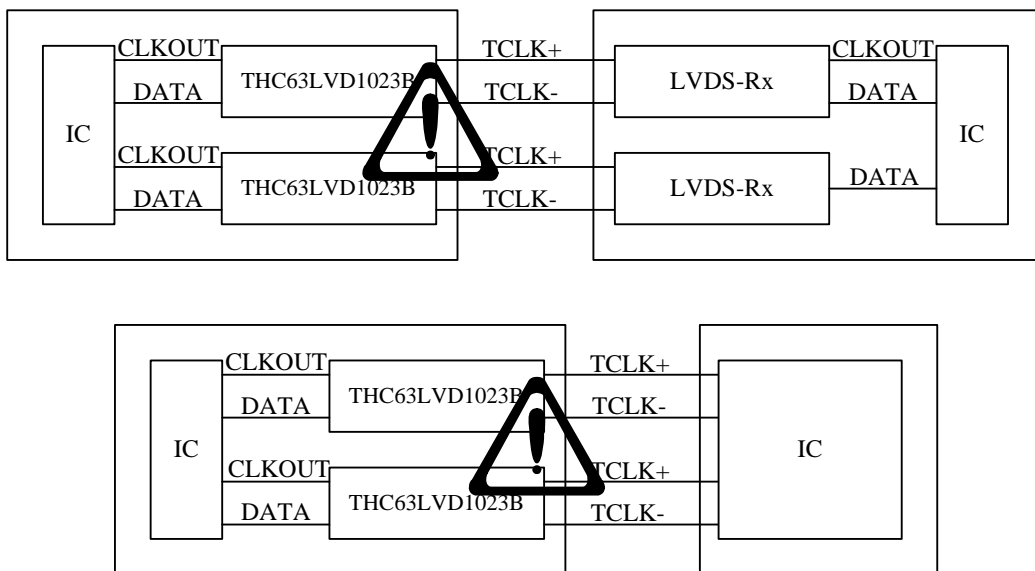 CLKOUT TCLK+ CLKOUT
THC63LVD1023B LVDS-Rx
DATA TCLK- DATA
IC IC
CLKOUT TCLK+
THC63LVD1023B LVDS-Rx DATA
DATA TCLK-
CLKOUT TCLK+
THC63LVD1023B
DATA TCLK-
IC IC
CLKOUT TCLK+
THC63LVD1023B
DATA TCLK-